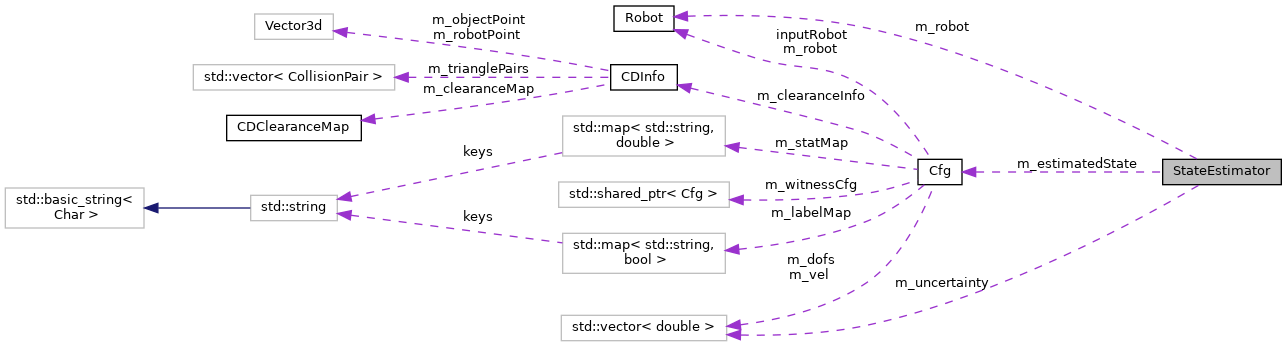 Vector3d
m_objectPoint
m_robotPoint
Robot
inputRobot
m_robot
m_robot
std::vector< CollisionPair >
m_trianglePairs
CDInfo
m_clearanceMap
m_clearanceInfo
CDClearanceMap
std::map< std::string,
double >
m_statMap
keys
Cfg
m_estimatedState
StateEstimator
std::basic_string<
Char >
std::string
std::shared_ptr< Cfg >
m_witnessCfg
m_labelMap
keys
std::map< std::string,
bool >
m_dofs
m_vel
m_uncertainty
std::vector< double >